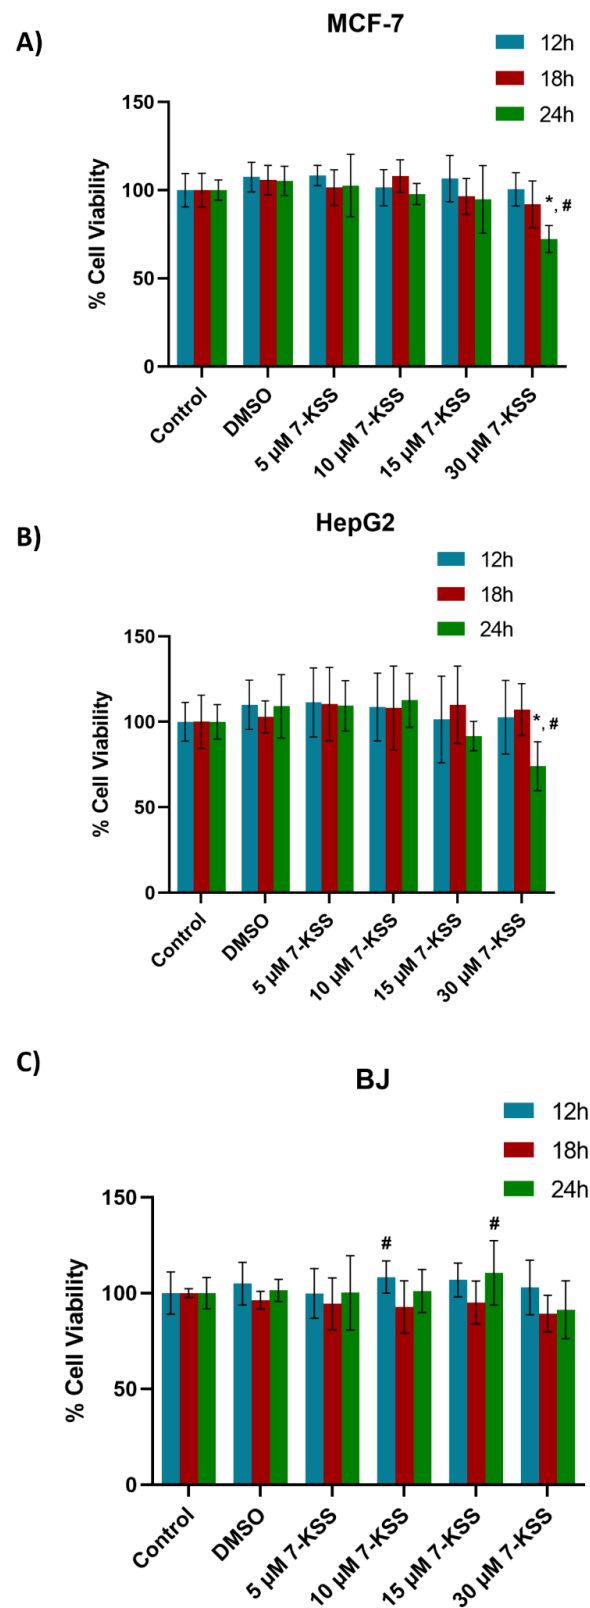 A)
MCF-7
12h
18h
24h
150
100
50
0
% Cell Viability
*, #
Control
DMSO
5 µM 7-KSS
10 µM 7-KSS
15 µM 7-KSS
30 µM 7-KSS
B)
HepG2
12h
18h
24h
150
100
50
0
% Cell Viability
*, #
Control
DMSO
5 µM 7-KSS
10 µM 7-KSS
15 µM 7-KSS
30 µM 7-KSS
C)
BJ
12h
18h
24h
150
100
50
0
% Cell Viability
#
#
Control
DMSO
5 µM 7-KSS
10 µM 7-KSS
15 µM 7-KSS
30 µM 7-KSS